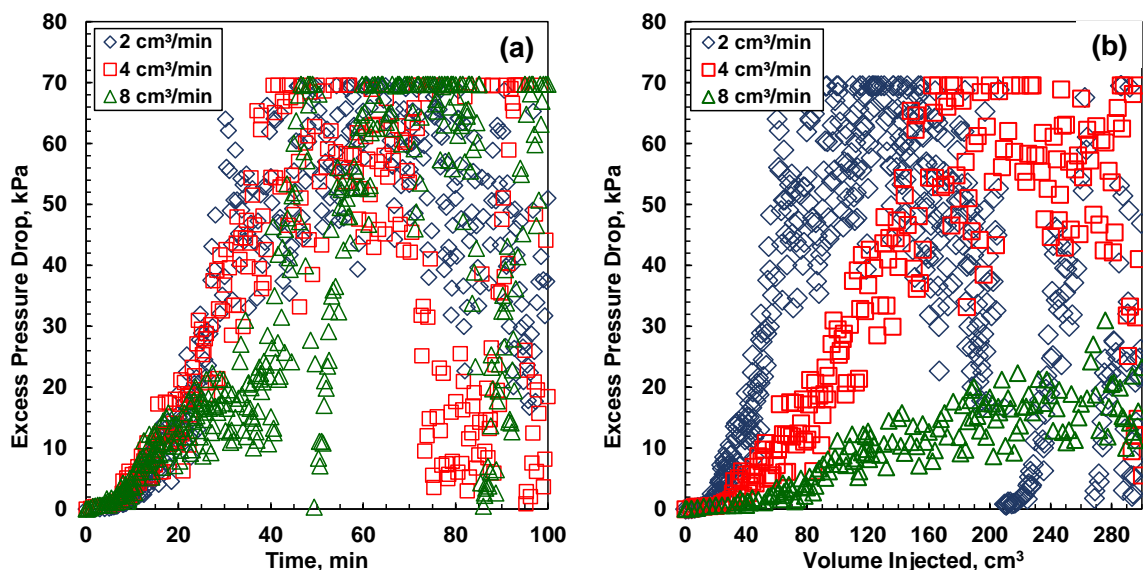 80
70
60
50
40
30
20
10
0
Excess Pressure Drop, kPa
2 cm³/min
4 cm³/min
8 cm³/min
(a)
0 20 40 60 80 100
Time, min
80
70
60
50
40
30
20
10
0
Excess Pressure Drop, kPa
2 cm³/min
4 cm³/min
8 cm³/min
(b)
0 40 80 120 160 200 240 280
Volume Injected, cm³